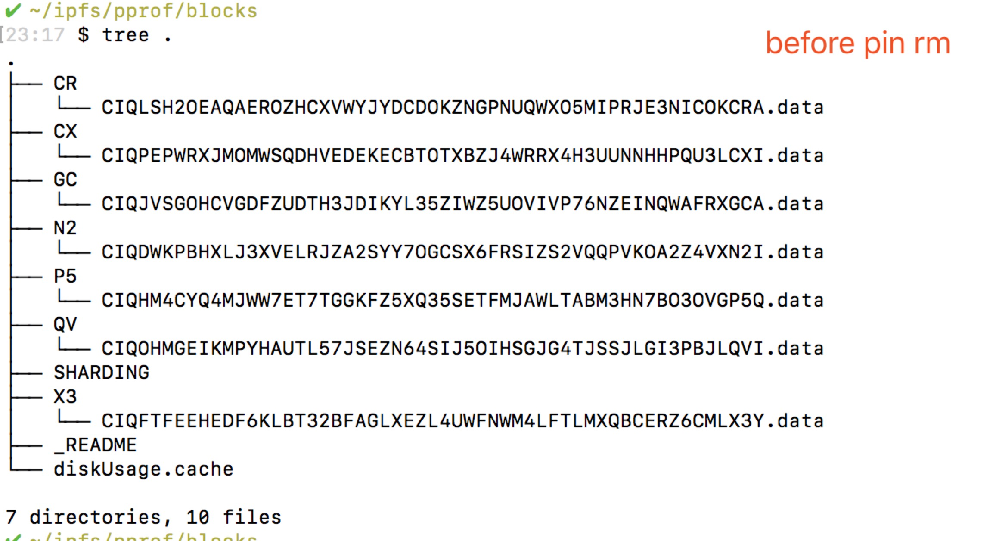 ✔ ~/ipfs/pprof/blocks
[23:17 $ tree .
before pin rm
.
├── CR
│   └── CIQLSH2OEAQAEROZHCXVWYJYDCDOKZNGPNUQWXO5MIPRJE3NICOKCRA.data
├── CX
│   └── CIQPEPWRXJMOMWSQDHVEDEKECBTOTXBZJ4WRRX4H3UUNNHHPQU3LCXI.data
├── GC
│   └── CIQJVSGOHCVGDFZUDTH3JDIKYL35ZIWZ5UOVIVP76NZEINQWAFRXGCA.data
├── N2
│   └── CIQDWKPBHXLJ3XVELRJZA2SYY7OGCSX6FRSIZS2VQQPVKOA2Z4VXN2I.data
├── P5
│   └── CIQHM4CYQ4MJWW7ET7TGGKFZ5XQ35SETFMJAWLTABM3HN7BO3OVGP5Q.data
├── QV
│   └── CIQOHMGEIKMPYHAUTL57JSEZN64SIJ5OIHSGJG4TJSSJLGI3PBJLQVI.data
├── SHARDING
├── X3
│   └── CIQFTFEEHEDF6KLBT32BFAGLXEZL4UWFNWM4LFTLMXQBCERZ6CMLX3Y.data
├── _README
└── diskUsage.cache
7 directories, 10 files
✔ ~/ipfs/pprof/blocks